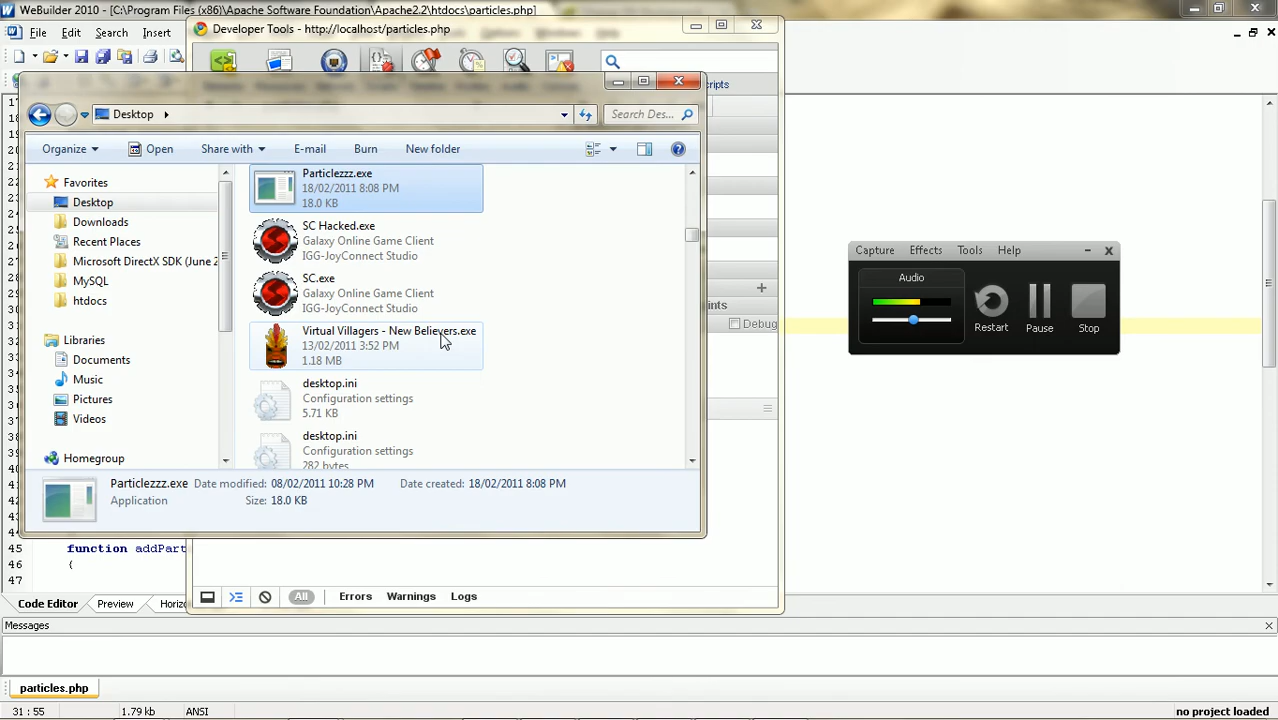 WeBuilder 2010 - [C:\Program Files (x86)\Apache Software Foundation\Apache2.2\htdocs\particles.php]
File Edit Search Insert
Developer Tools - http://localhost/particles.php
Scripts
Desktop
Search Des...
Organize Open Share with E-mail Burn New folder
Favorites
Desktop
Downloads
Recent Places
Microsoft DirectX SDK (June 2
MySQL
htdocs
Libraries
Documents
Music
Pictures
Videos
Homegroup
Particlezzz.exe
18/02/2011 8:08 PM
18.0 KB
SC Hacked.exe
Galaxy Online Game Client
IGG-JoyConnect Studio
SC.exe
Galaxy Online Game Client
IGG-JoyConnect Studio
Virtual Villagers - New Believers.exe
13/02/2011 3:52 PM
1.18 MB
desktop.ini
Configuration settings
5.71 KB
desktop.ini
Configuration settings
282 bytes
Particlezzz.exe Date modified: 08/02/2011 10:28 PM Date created: 18/02/2011 8:08 PM
Application Size: 18.0 KB
Debug
Capture Effects Tools Help
Audio
Restart Pause Stop
45 function addPart
46 {
47
All Errors Warnings Logs
Code Editor Preview Horiz
Messages
particles.php
31 : 55 1.79 kb ANSI no project loaded